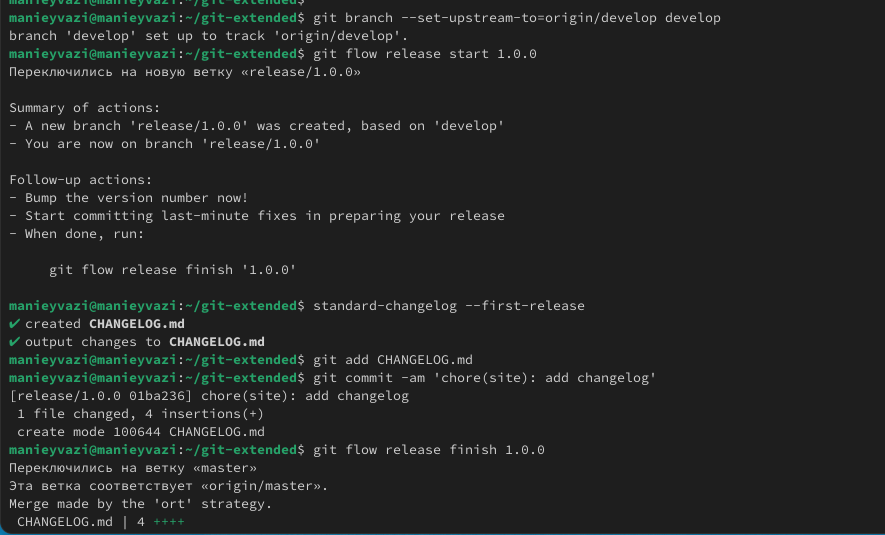 manieyvazi@manieyvazi:~/git-extended$ git branch --set-upstream-to=origin/develop develop
branch 'develop' set up to track 'origin/develop'.
manieyvazi@manieyvazi:~/git-extended$ git flow release start 1.0.0
Переключились на новую ветку «release/1.0.0»
Summary of actions:
- A new branch 'release/1.0.0' was created, based on 'develop'
- You are now on branch 'release/1.0.0'
Follow-up actions:
- Bump the version number now!
- Start committing last-minute fixes in preparing your release
- When done, run:
git flow release finish '1.0.0'
manieyvazi@manieyvazi:~/git-extended$ standard-changelog --first-release
✔ created CHANGELOG.md
✔ output changes to CHANGELOG.md
manieyvazi@manieyvazi:~/git-extended$ git add CHANGELOG.md
manieyvazi@manieyvazi:~/git-extended$ git commit -am 'chore(site): add changelog'
[release/1.0.0 01ba236] chore(site): add changelog
1 file changed, 4 insertions(+)
create mode 100644 CHANGELOG.md
manieyvazi@manieyvazi:~/git-extended$ git flow release finish 1.0.0
Переключились на ветку «master»
Эта ветка соответствует «origin/master».
Merge made by the 'ort' strategy.
CHANGELOG.md | 4 ++++